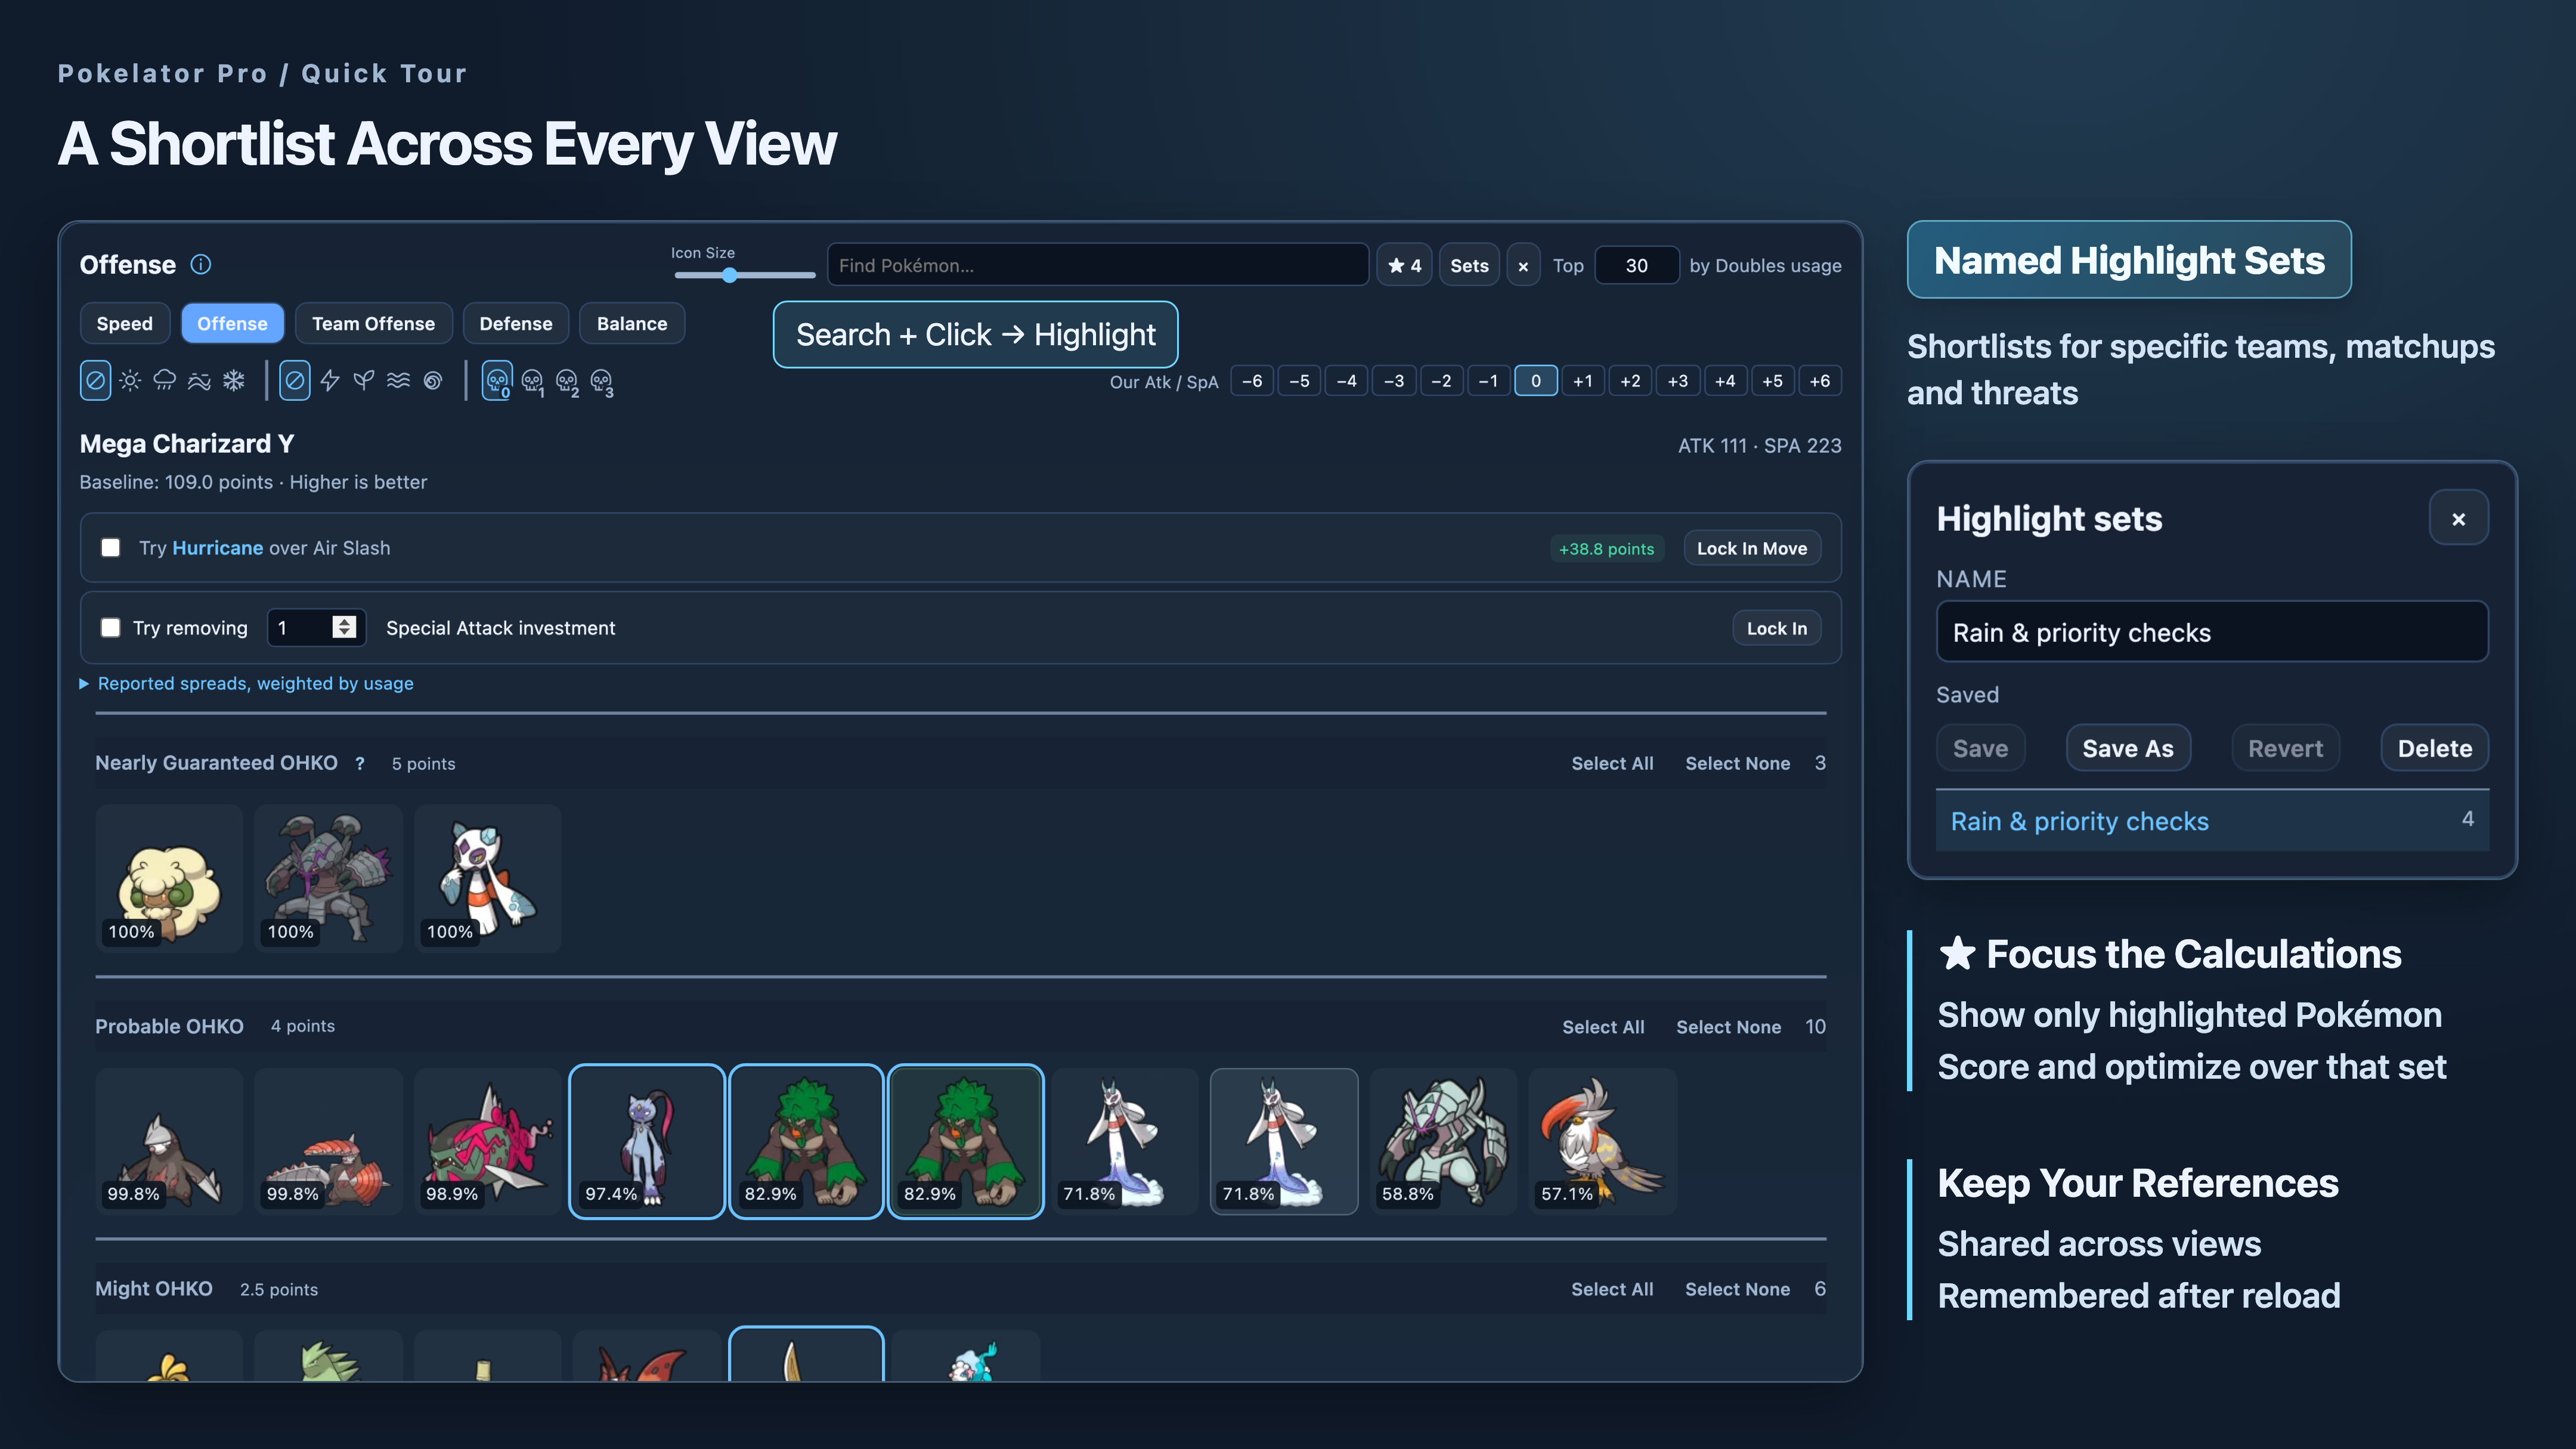 Pokelator Pro / Quick Tour
A Shortlist Across Every View
Offense
Icon Size
Find Pokémon...
★ 4
Sets
×
Top
30
by Doubles usage
Speed
Offense
Team Offense
Defense
Balance
Search + Click → Highlight
0
1
2
3
Our Atk / SpA
−6
−5
−4
−3
−2
−1
0
+1
+2
+3
+4
+5
+6
Mega Charizard Y
ATK 111 · SPA 223
Baseline: 109.0 points · Higher is better
Try Hurricane over Air Slash
+38.8 points
Lock In Move
Try removing
1
Special Attack investment
Lock In
Reported spreads, weighted by usage
Nearly Guaranteed OHKO ? 5 points
Select All
Select None
3
100%
100%
100%
Probable OHKO 4 points
Select All
Select None
10
99.8%
99.8%
98.9%
97.4%
82.9%
82.9%
71.8%
71.8%
58.8%
57.1%
Might OHKO 2.5 points
Select All
Select None
6
Named Highlight Sets
Shortlists for specific teams, matchups
and threats
Highlight sets
×
NAME
Rain & priority checks
Saved
Save
Save As
Revert
Delete
Rain & priority checks
4
★ Focus the Calculations
Show only highlighted Pokémon
Score and optimize over that set
Keep Your References
Shared across views
Remembered after reload